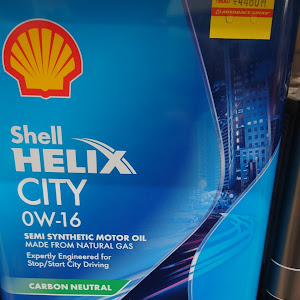 Shell
HELIX
CITY
0W-16
SEMI SYNTHETIC MOTOR OIL
MADE FROM NATURAL GAS
Expertly Engineered for
Stop/Start City Driving
CARBON NEUTRAL